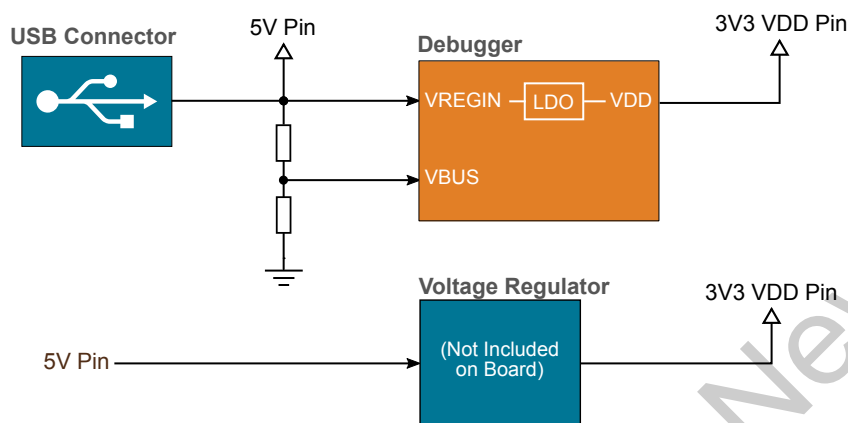 5V Pin
3V3 VDD Pin
USB Connector
Debugger
VREGIN
LDO
VDD
VBUS
Voltage Regulator
3V3 VDD Pin
5V Pin
(Not Included
on Board)
New